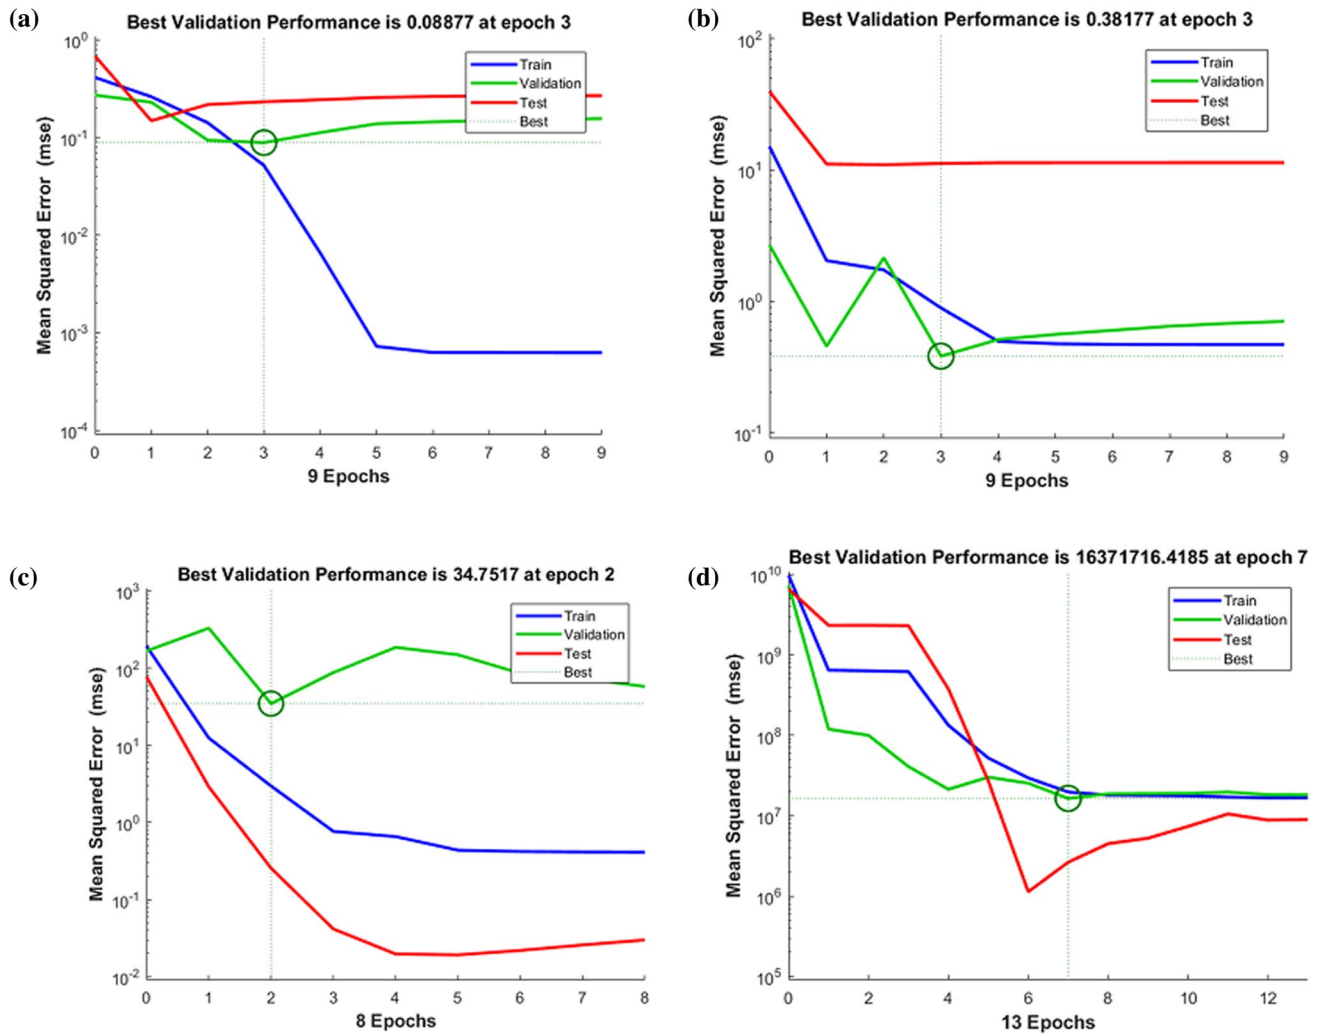 (a)
Best Validation Performance is 0.08877 at epoch 3
10^0
10^-1
10^-2
10^-3
10^-4
Mean Squared Error (mse)
Train
Validation
Test
Best
0 1 2 3 4 5 6 7 8 9
9 Epochs
(b)
Best Validation Performance is 0.38177 at epoch 3
10^2
10^1
10^0
10^-1
Mean Squared Error (mse)
Train
Validation
Test
Best
0 1 2 3 4 5 6 7 8 9
9 Epochs
(c)
Best Validation Performance is 34.7517 at epoch 2
10^3
10^2
10^1
10^0
10^-1
10^-2
Mean Squared Error (mse)
Train
Validation
Test
Best
0 1 2 3 4 5 6 7 8
8 Epochs
(d)
Best Validation Performance is 16371716.4185 at epoch 7
10^10
10^9
10^8
10^7
10^6
10^5
Mean Squared Error (mse)
Train
Validation
Test
Best
0 2 4 6 8 10 12
13 Epochs